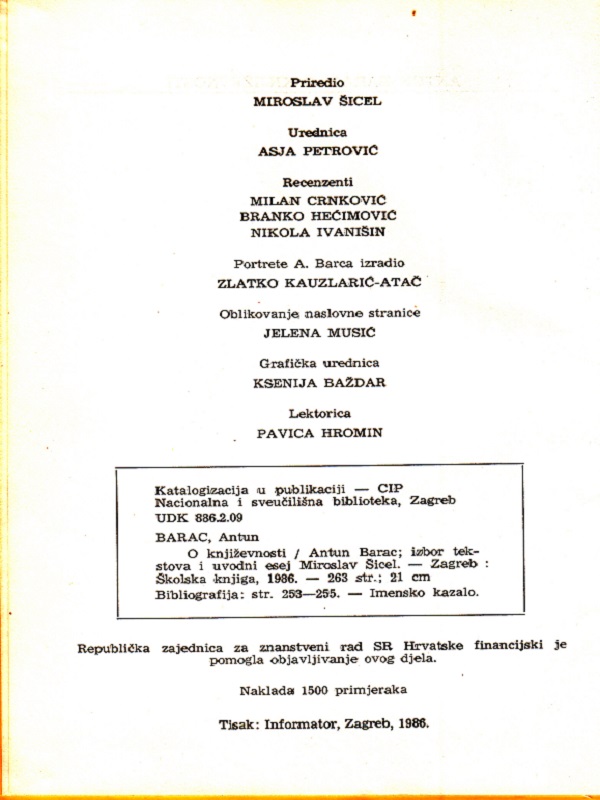 Priredio
MIROSLAV ŠICEL
Urednica
ASJA PETROVIĆ
Recenzenti
MILAN CRNKOVIĆ
BRANKO HEĆIMOVIĆ
NIKOLA IVANIŠIN
Portrete A. Barca izradio
ZLATKO KAUZLARIĆ-ATAČ
Oblikovanje naslovne stranice
JELENA MUSIĆ
Grafička urednica
KSENIJA BAŽDAR
Lektorica
PAVICA HROMIN
Katalogizacija u publikaciji — CIP
Nacionalna i sveučilišna biblioteka, Zagreb
UDK 886.2.09
BARAC, Antun
O književnosti / Antun Barac; izbor tek-
stova i uvodni esej Miroslav Šicel. — Zagreb :
Školska knjiga, 1986. — 263 str.; 21 cm
Bibliografija: str. 253—255. — Imensko kazalo.
Republička zajednica za znanstveni rad SR Hrvatske financijski je
pomogla objavljivanje ovog djela.
Naklada 1500 primjeraka
Tisak: Informator, Zagreb, 1986.